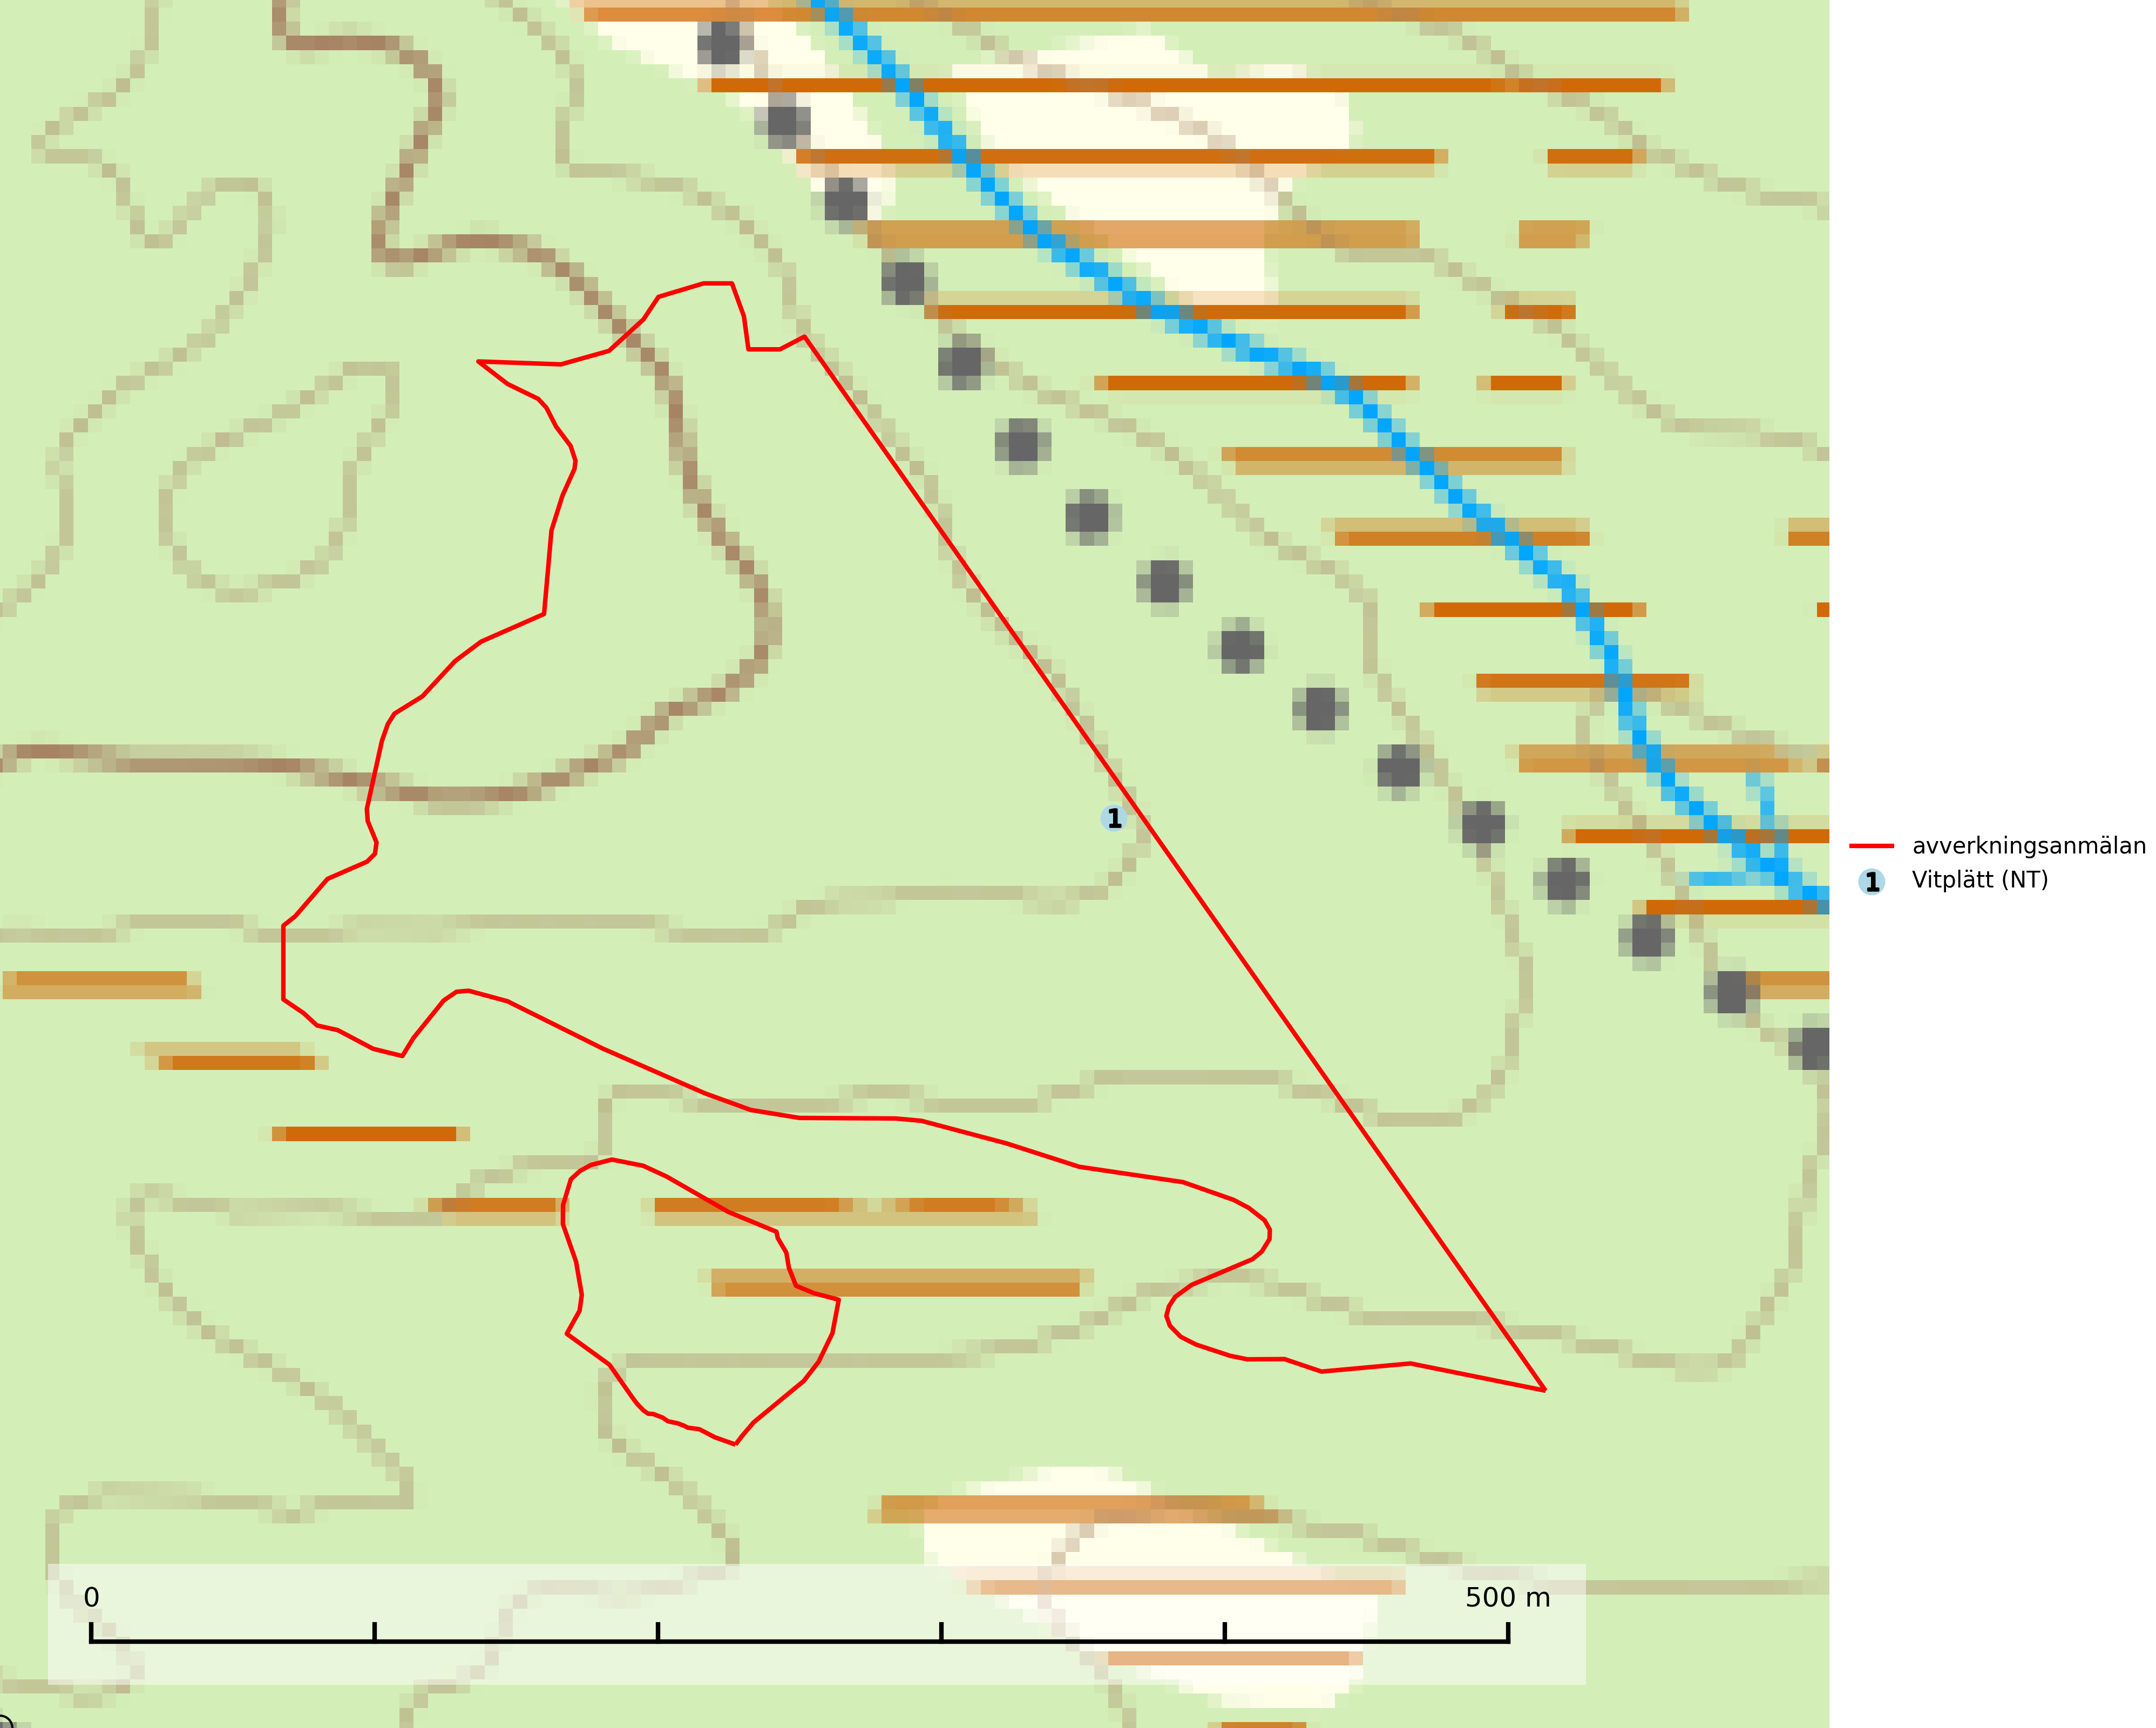 1
avverkningsanmälan
1 Vitplätt (NT)
0 500 m